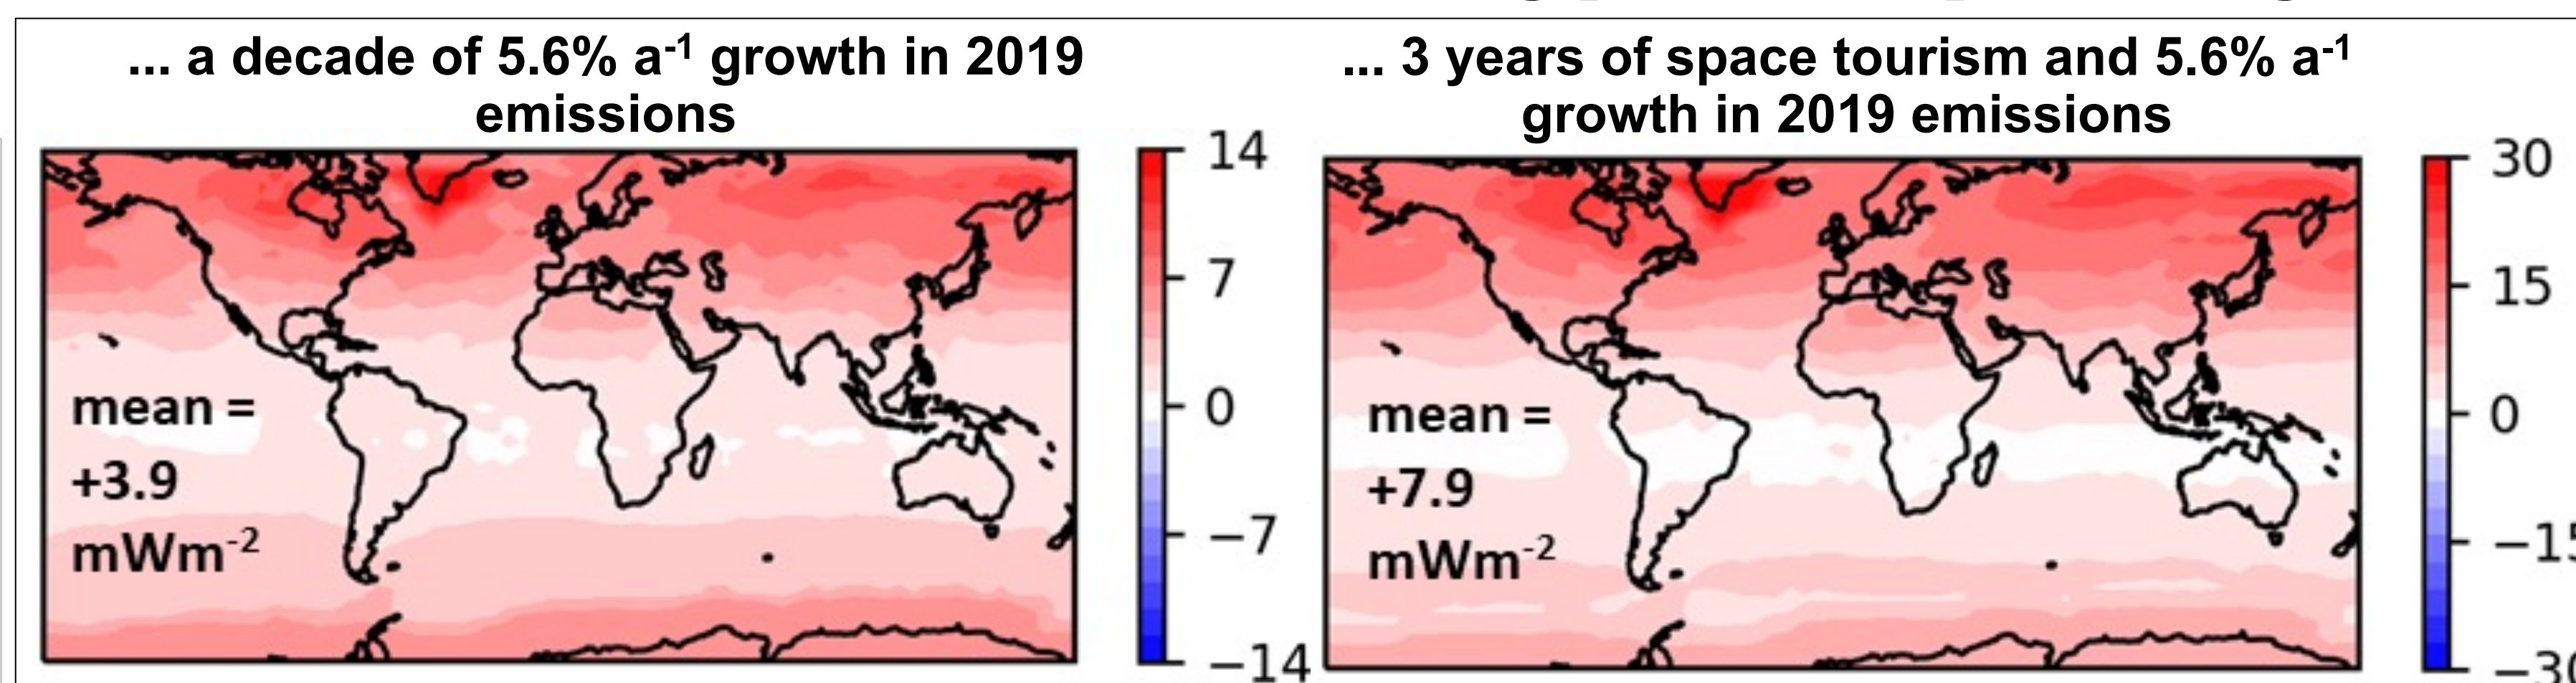 ... a decade of 5.6% a-1 growth in 2019
emissions
... 3 years of space tourism and 5.6% a-1
growth in 2019 emissions
14
7
0
−7
−14
mean =
+3.9
mWm-2
30
15
0
mean =
+7.9
mWm-2